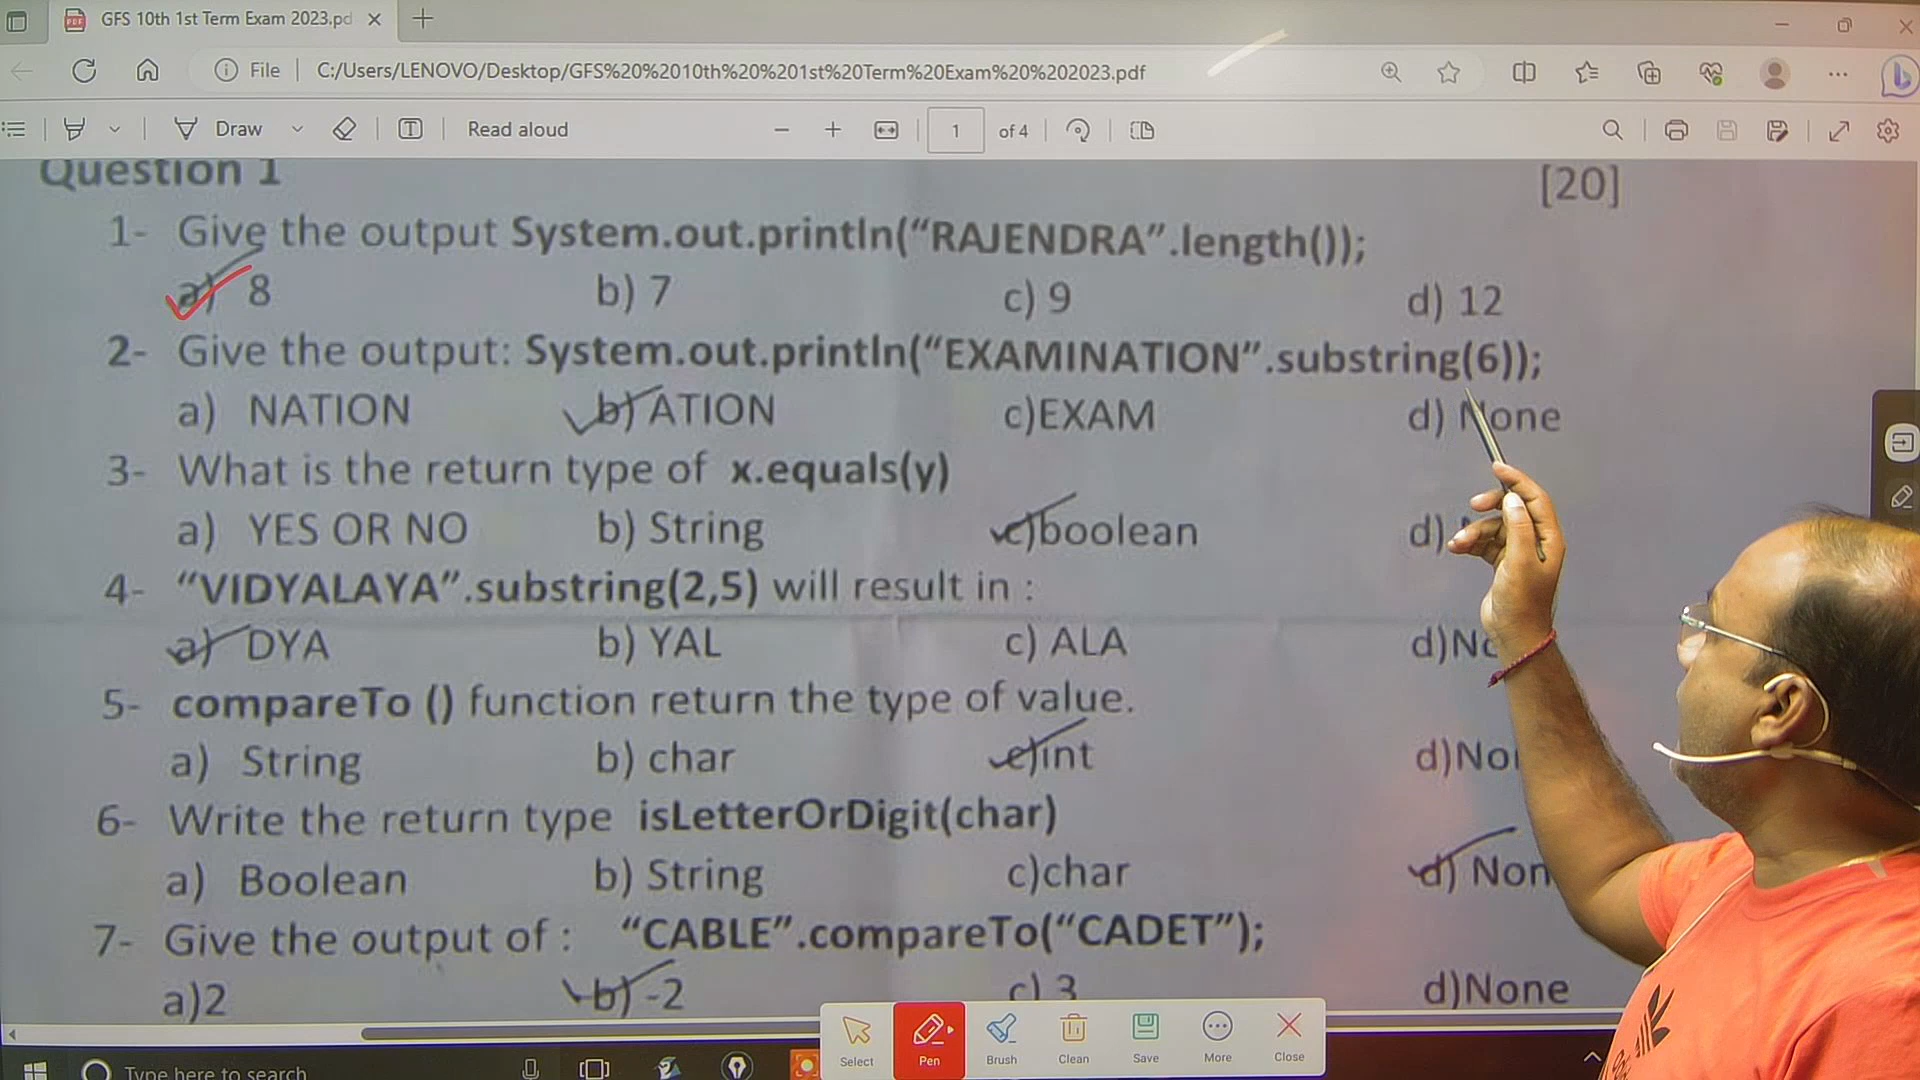 GFS 10th 1st Term Exam 2023.pd
File
C:/Users/LENOVO/Desktop/GFS%20%2010th%20%201st%20Term%20Exam%20%202023.pdf
Draw
Read aloud
1
of 4
Question 1
[20]
1- Give the output System.out.println(“RAJENDRA”.length());
a) 8 b) 7 c) 9 d) 12
2- Give the output: System.out.println(“EXAMINATION”.substring(6));
a) NATION b) ATION c)EXAM d) None
3- What is the return type of x.equals(y)
a) YES OR NO b) String c)boolean d)
4- “VIDYALAYA”.substring(2,5) will result in :
a) DYA b) YAL c) ALA d)No
5- compareTo () function return the type of value.
a) String b) char c)int d)Non
6- Write the return type isLetterOrDigit(char)
a) Boolean b) String c)char d) Non
7- Give the output of : “CABLE”.compareTo(“CADET”);
a)2 b) -2 c) 3 d)None
Select Pen Brush Clean Save More Close
Type here to search